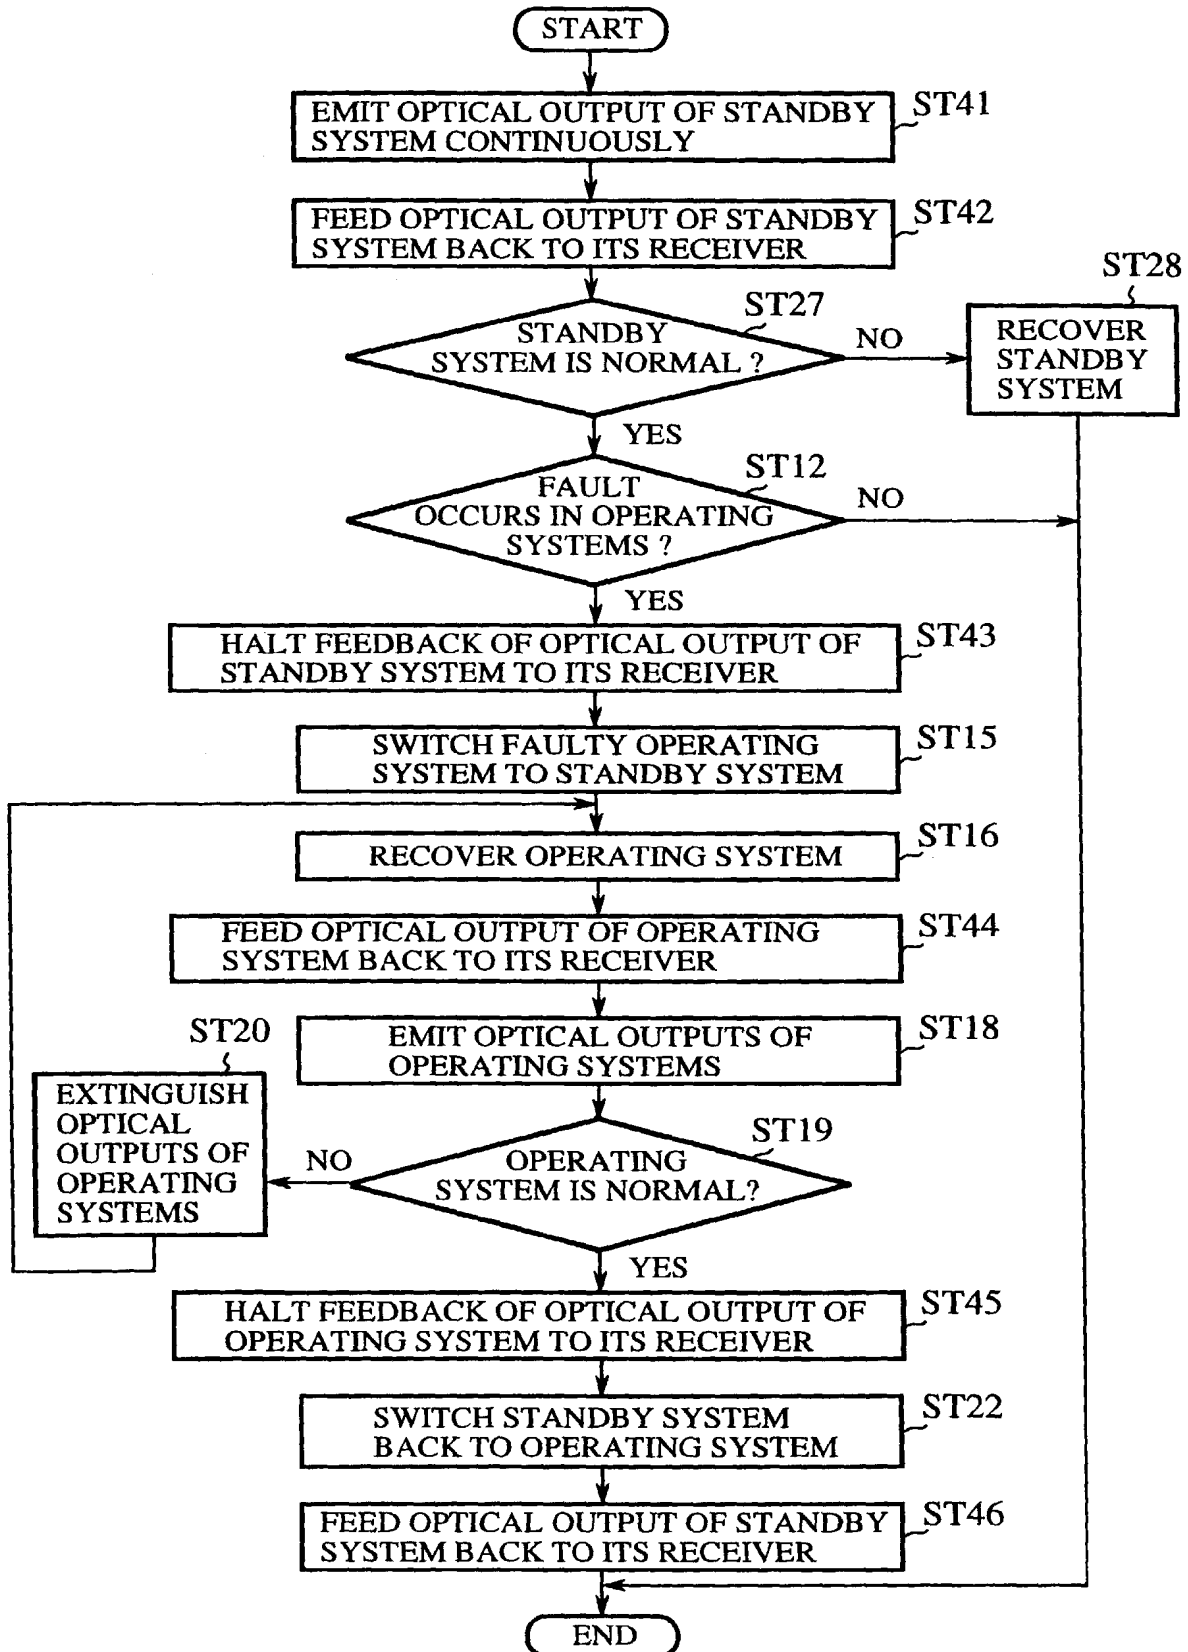 START
EMIT OPTICAL OUTPUT OF STANDBY
SYSTEM CONTINUOUSLY
ST41
FEED OPTICAL OUTPUT OF STANDBY
SYSTEM BACK TO ITS RECEIVER
ST42
STANDBY
SYSTEM IS NORMAL ?
ST27
NO
ST28
RECOVER
STANDBY
SYSTEM
YES
FAULT
OCCURS IN OPERATING
SYSTEMS ?
ST12
NO
YES
HALT FEEDBACK OF OPTICAL OUTPUT OF
STANDBY SYSTEM TO ITS RECEIVER
ST43
SWITCH FAULTY OPERATING
SYSTEM TO STANDBY SYSTEM
ST15
RECOVER OPERATING SYSTEM
ST16
FEED OPTICAL OUTPUT OF OPERATING
SYSTEM BACK TO ITS RECEIVER
ST44
EMIT OPTICAL OUTPUTS OF
OPERATING SYSTEMS
ST18
ST20
EXTINGUISH
OPTICAL
OUTPUTS OF
OPERATING
SYSTEMS
NO
OPERATING
SYSTEM IS NORMAL?
ST19
YES
HALT FEEDBACK OF OPTICAL OUTPUT OF
OPERATING SYSTEM TO ITS RECEIVER
ST45
SWITCH STANDBY SYSTEM
BACK TO OPERATING SYSTEM
ST22
FEED OPTICAL OUTPUT OF STANDBY
SYSTEM BACK TO ITS RECEIVER
ST46
END